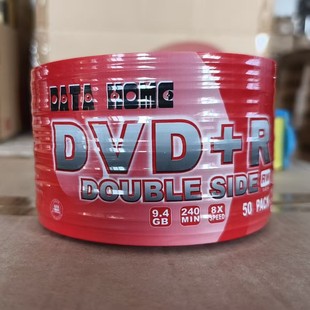 DATA HOME
DVD+R
DOUBLE SIDE
9.4 GB 240 MIN 8X SPEED 50 PACK